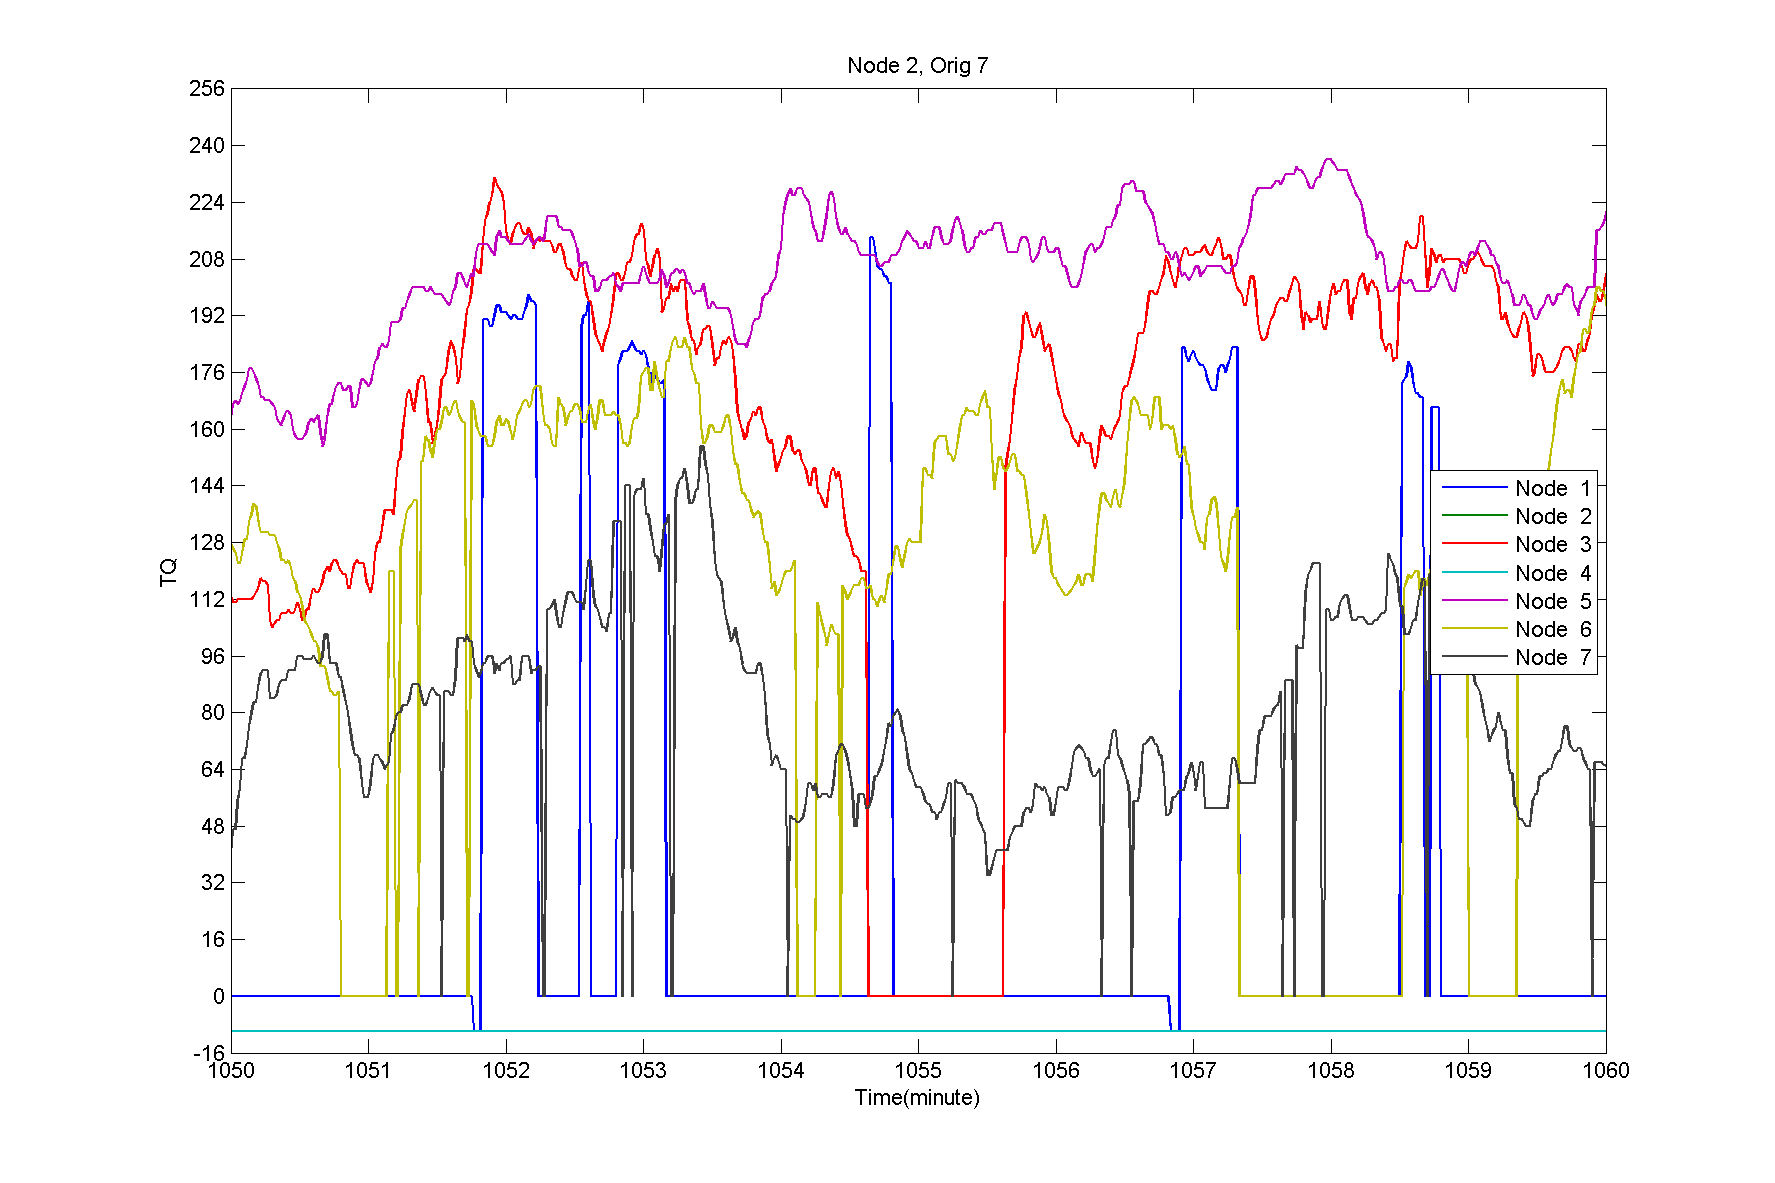 Node 2, Orig 7
256
240
224
208
192
176
160
144
128
112
96
80
64
48
32
16
0
-16
TQ
Node 1
Node 2
Node 3
Node 4
Node 5
Node 6
Node 7
1050 1051 1052 1053 1054 1055 1056 1057 1058 1059 1060
Time(minute)